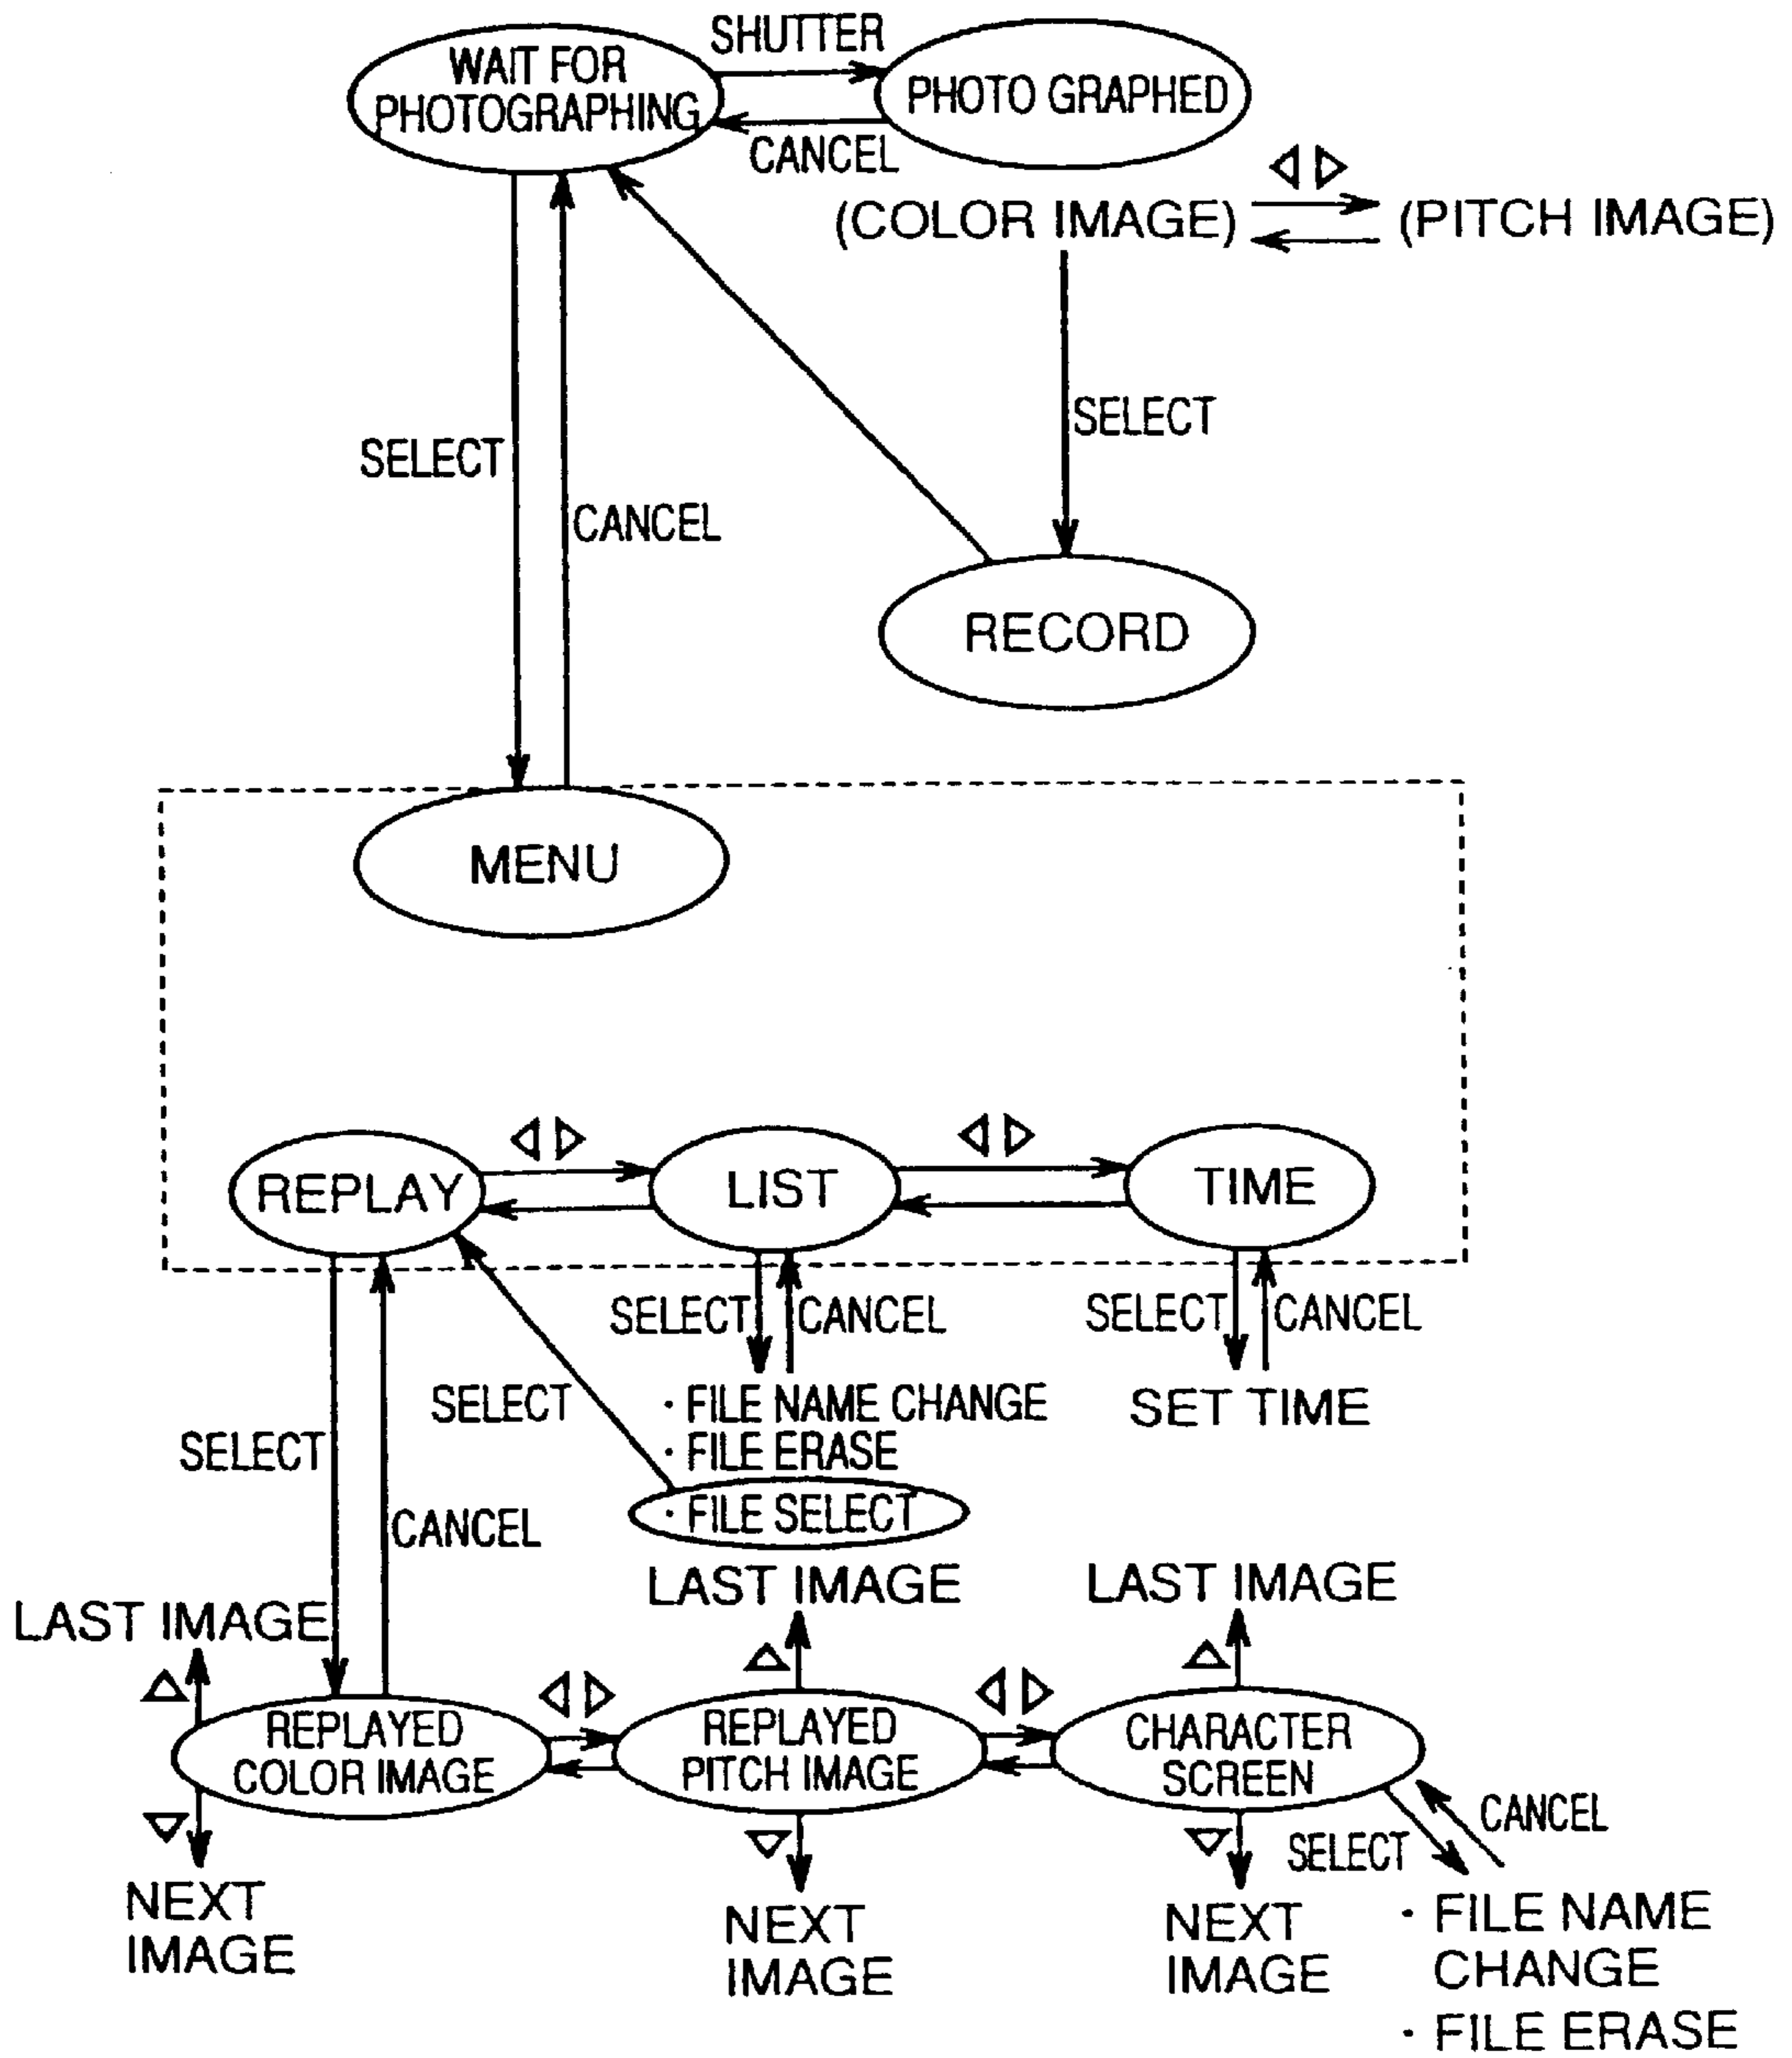 SHUTTER
WAIT FOR
PHOTOGRAPHING
PHOTO GRAPHED
CANCEL
◁ ▷
(COLOR IMAGE)
(PITCH IMAGE)
SELECT
SELECT
CANCEL
RECORD
MENU
◁ ▷
◁ ▷
REPLAY
LIST
TIME
SELECT
CANCEL
SELECT
CANCEL
SELECT
· FILE NAME CHANGE
SET TIME
SELECT
· FILE ERASE
CANCEL
· FILE SELECT
LAST IMAGE
LAST IMAGE
LAST IMAGE
△
△
△
◁ ▷
◁ ▷
REPLAYED
COLOR IMAGE
REPLAYED
PITCH IMAGE
CHARACTER
SCREEN
▽
▽
▽
CANCEL
SELECT
NEXT
IMAGE
NEXT
IMAGE
NEXT
IMAGE
· FILE NAME
CHANGE
· FILE ERASE